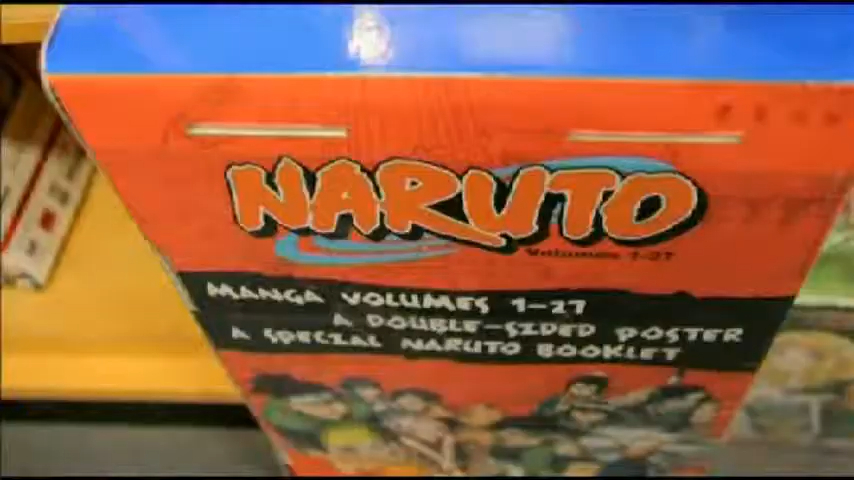 NARUTO
Volumes 1-27
MANGA VOLUMES 1-27
A DOUBLE-SIDED POSTER
A SPECIAL NARUTO BOOKLET